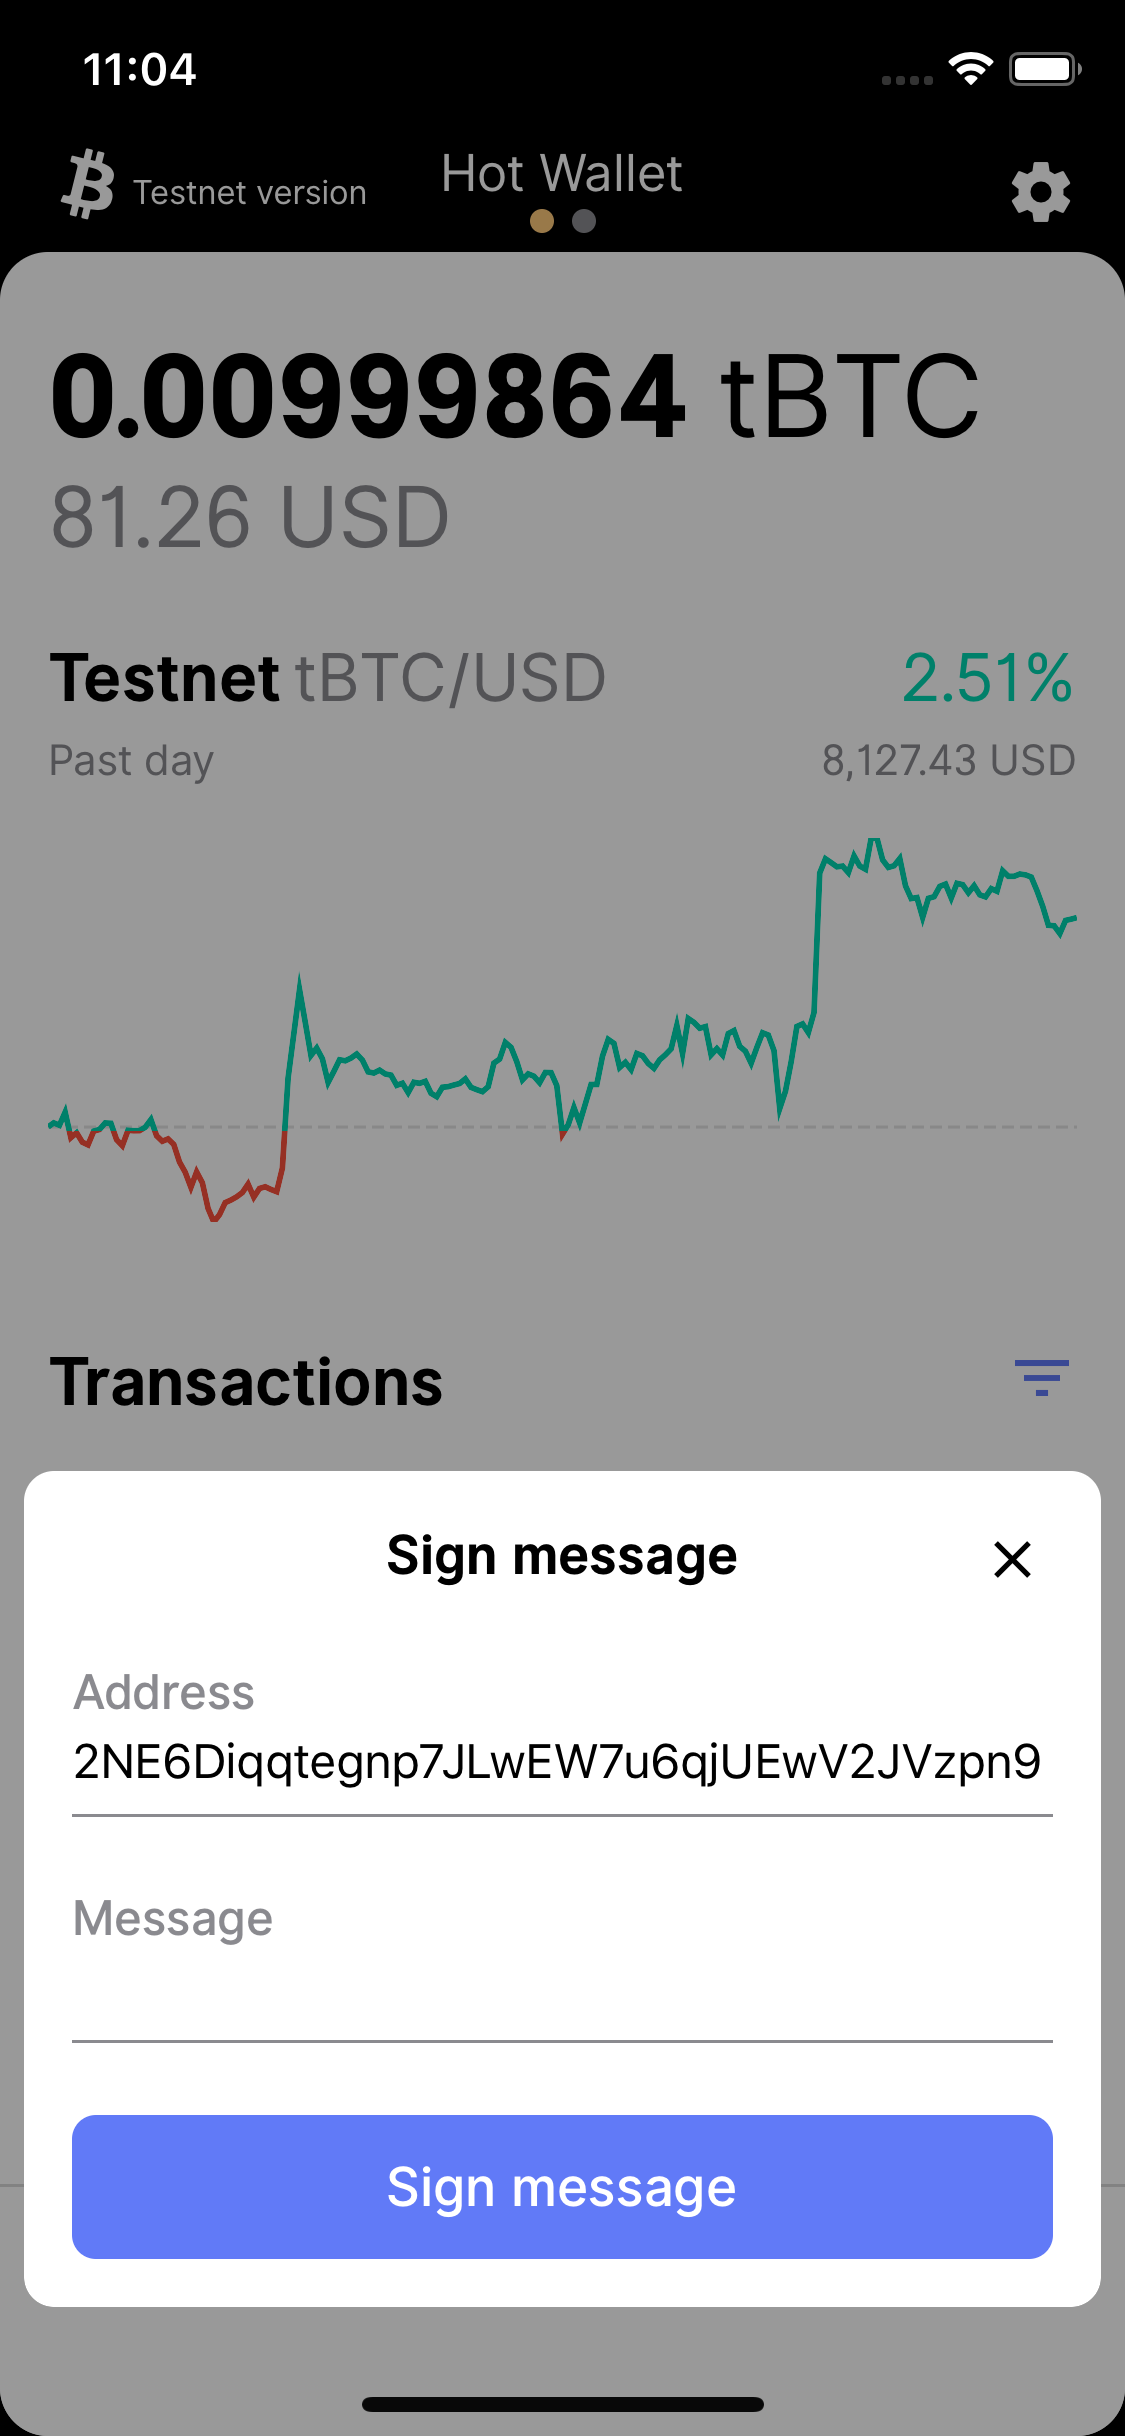 11:04
Testnet version
Hot Wallet
0.00999864 tBTC
81.26 USD
Testnet tBTC/USD
2.51%
Past day
8,127.43 USD
Transactions
Sign message
Address
2NE6Diqqtegnp7JLwEW7u6qjUEwV2JVzpn9
Message
Sign message